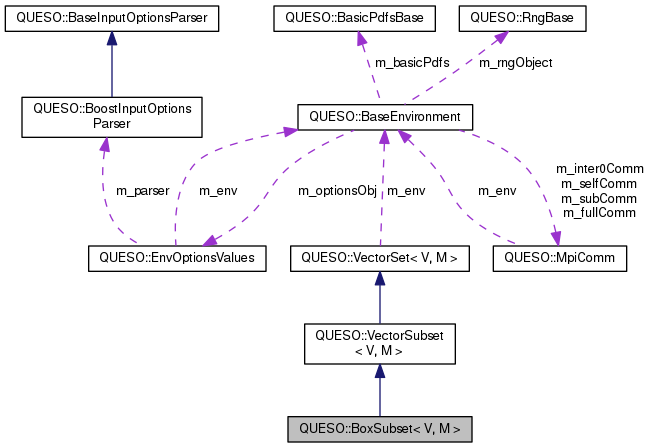 QUESO::BaseInputOptionsParser
QUESO::BasicPdfsBase
QUESO::RngBase
m_basicPdfs
m_rngObject
QUESO::BoostInputOptions
Parser
QUESO::BaseEnvironment
m_parser
m_env
m_optionsObj
m_env
m_env
m_inter0Comm
m_selfComm
m_subComm
m_fullComm
QUESO::EnvOptionsValues
QUESO::VectorSet< V, M >
QUESO::MpiComm
QUESO::VectorSubset
< V, M >
QUESO::BoxSubset< V, M >